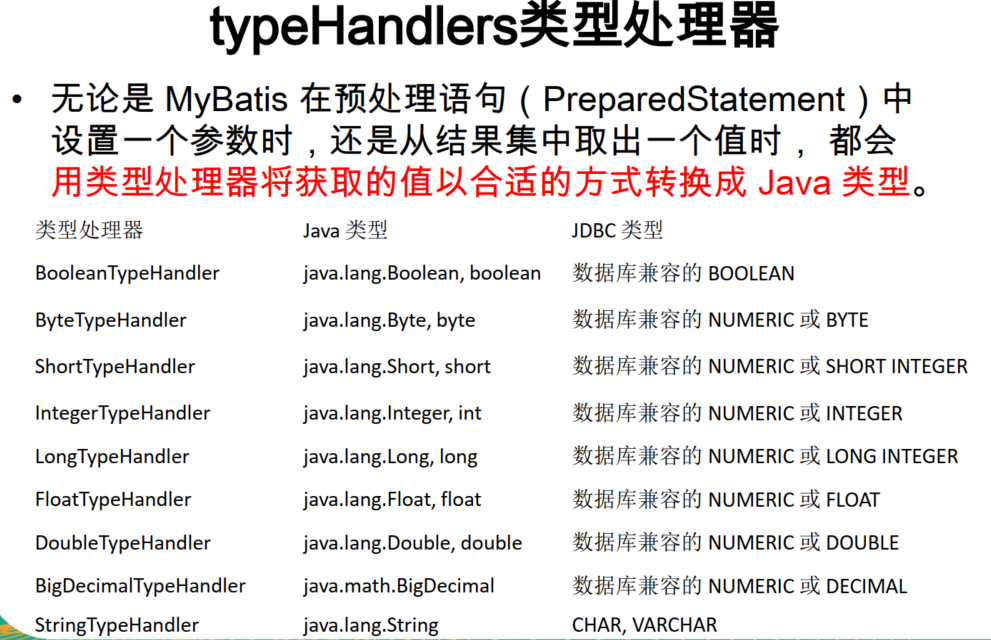 typeHandlers类型处理器
• 无论是 MyBatis 在预处理语句（PreparedStatement）中
设置一个参数时，还是从结果集中取出一个值时， 都会
用类型处理器将获取的值以合适的方式转换成 Java 类型。
类型处理器 Java 类型 JDBC 类型
BooleanTypeHandler java.lang.Boolean, boolean 数据库兼容的 BOOLEAN
ByteTypeHandler java.lang.Byte, byte 数据库兼容的 NUMERIC 或 BYTE
ShortTypeHandler java.lang.Short, short 数据库兼容的 NUMERIC 或 SHORT INTEGER
IntegerTypeHandler java.lang.Integer, int 数据库兼容的 NUMERIC 或 INTEGER
LongTypeHandler java.lang.Long, long 数据库兼容的 NUMERIC 或 LONG INTEGER
FloatTypeHandler java.lang.Float, float 数据库兼容的 NUMERIC 或 FLOAT
DoubleTypeHandler java.lang.Double, double 数据库兼容的 NUMERIC 或 DOUBLE
BigDecimalTypeHandler java.math.BigDecimal 数据库兼容的 NUMERIC 或 DECIMAL
StringTypeHandler java.lang.String CHAR, VARCHAR